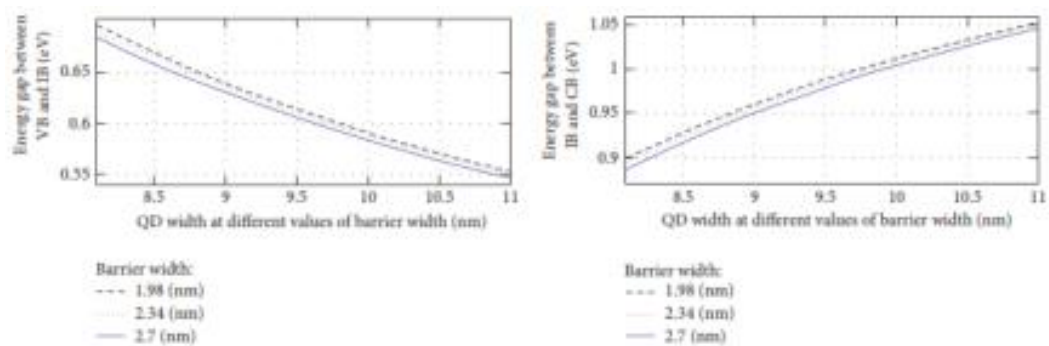 Energy gap between
VB and IB (eV)
0.65
0.6
0.55
8.5 9 9.5 10 10.5 11
QD width at different values of barrier width (nm)
Barrier width:
1.98 (nm)
2.34 (nm)
2.7 (nm)
Energy gap between
IB and CB (eV)
1.05
1
0.95
0.9
8.5 9 9.5 10 10.5 11
QD width at different values of barrier width (nm)
Barrier width:
1.98 (nm)
2.34 (nm)
2.7 (nm)